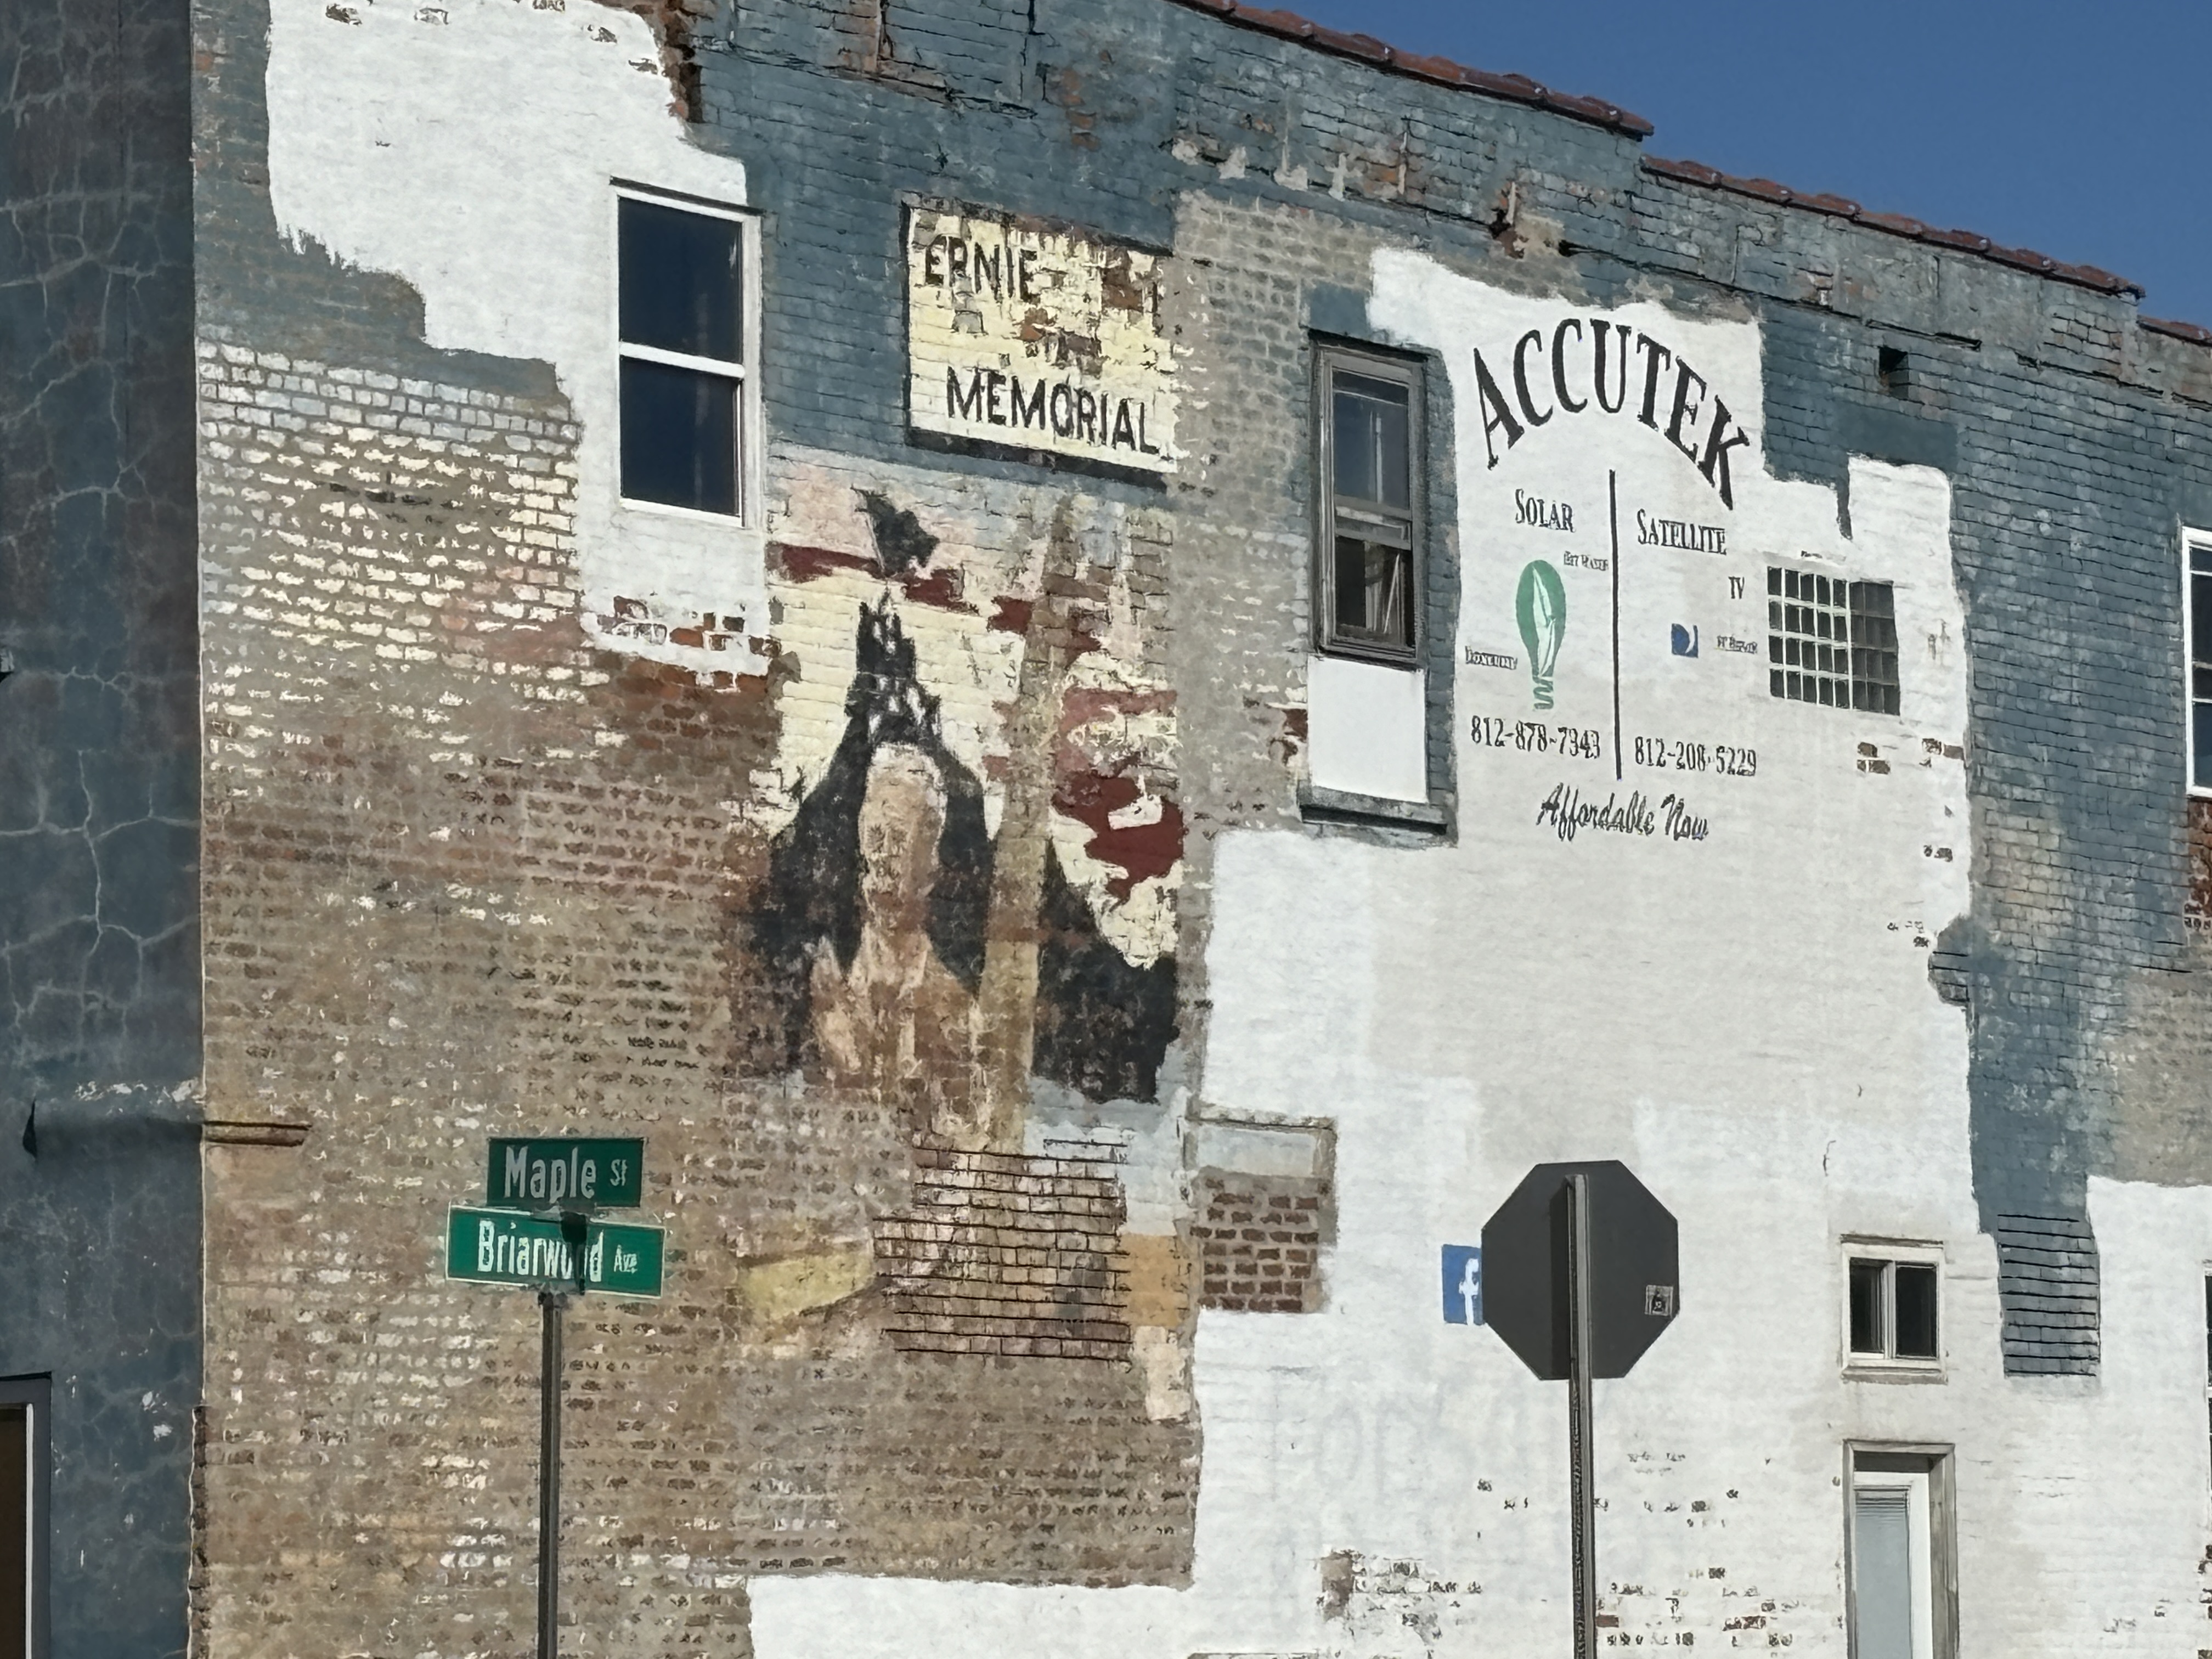 ERNIE
MEMORIAL
ACCUTEK
SOLAR
SATELLITE
TV
812-878-7343
812-208-5229
Affordable Now
Maple St
Briarwood Ave
f